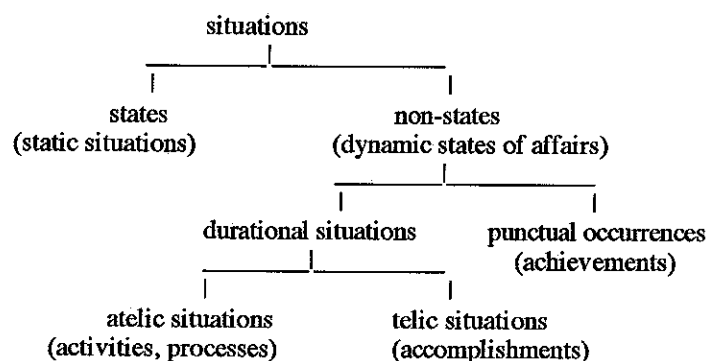 situations
states
(static situations)
non-states
(dynamic states of affairs)
durational situations
punctual occurrences
(achievements)
atelic situations
(activities, processes)
telic situations
(accomplishments)